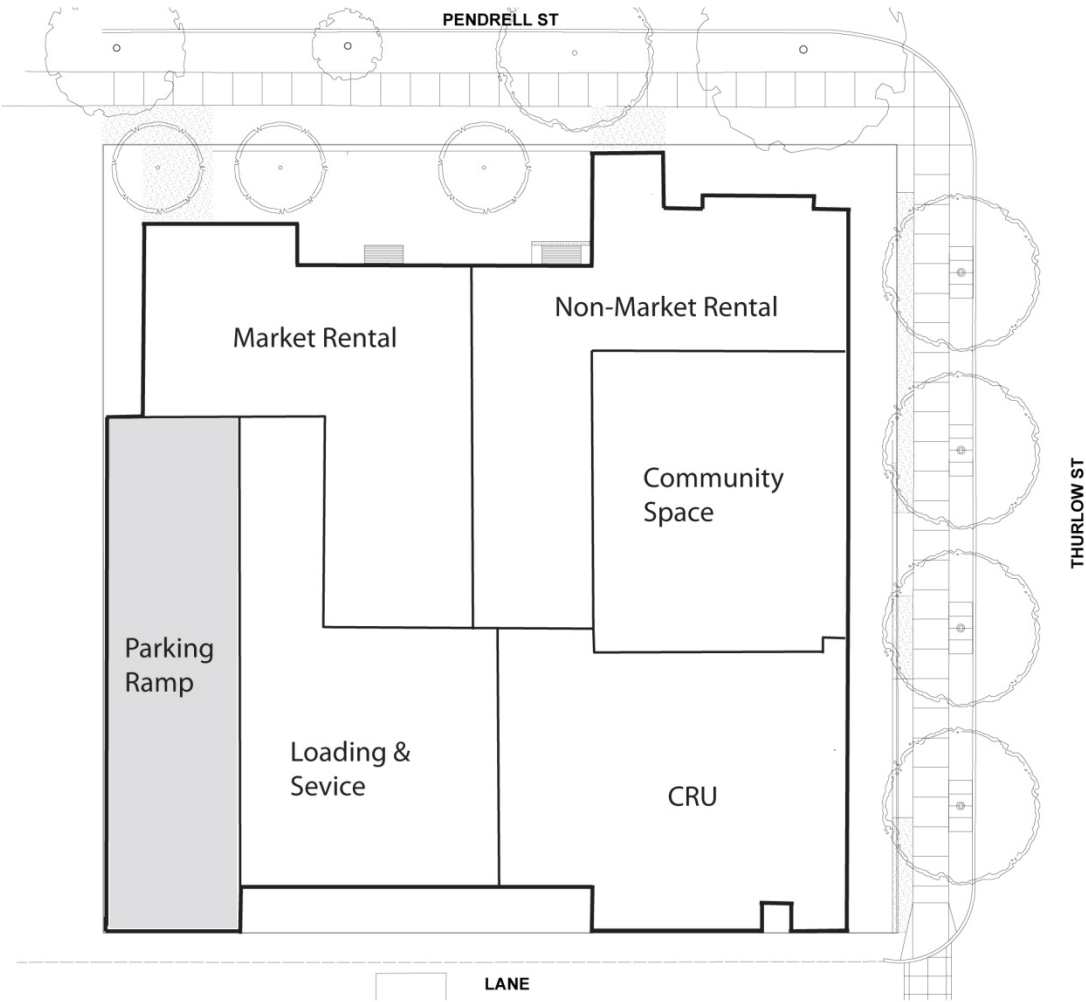 PENDRELL ST
Non-Market Rental
Market Rental
Community
Space
THURLOW ST
Parking
Ramp
Loading &
Sevice
CRU
LANE